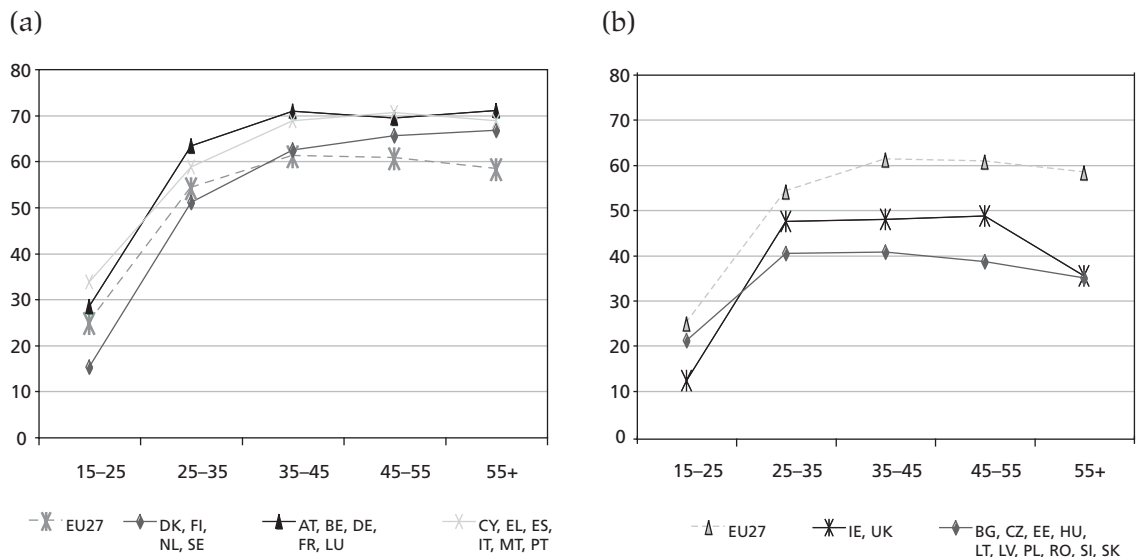 (a)
80
70
60
50
40
30
20
10
0
15–25
25–35
35–45
45–55
55+
EU27
DK, FI,
NL, SE
AT, BE, DE,
FR, LU
CY, EL, ES,
IT, MT, PT
(b)
80
70
60
50
40
30
20
10
0
15–25
25–35
35–45
45–55
55+
EU27
IE, UK
BG, CZ, EE, HU,
LT, LV, PL, RO, SI, SK